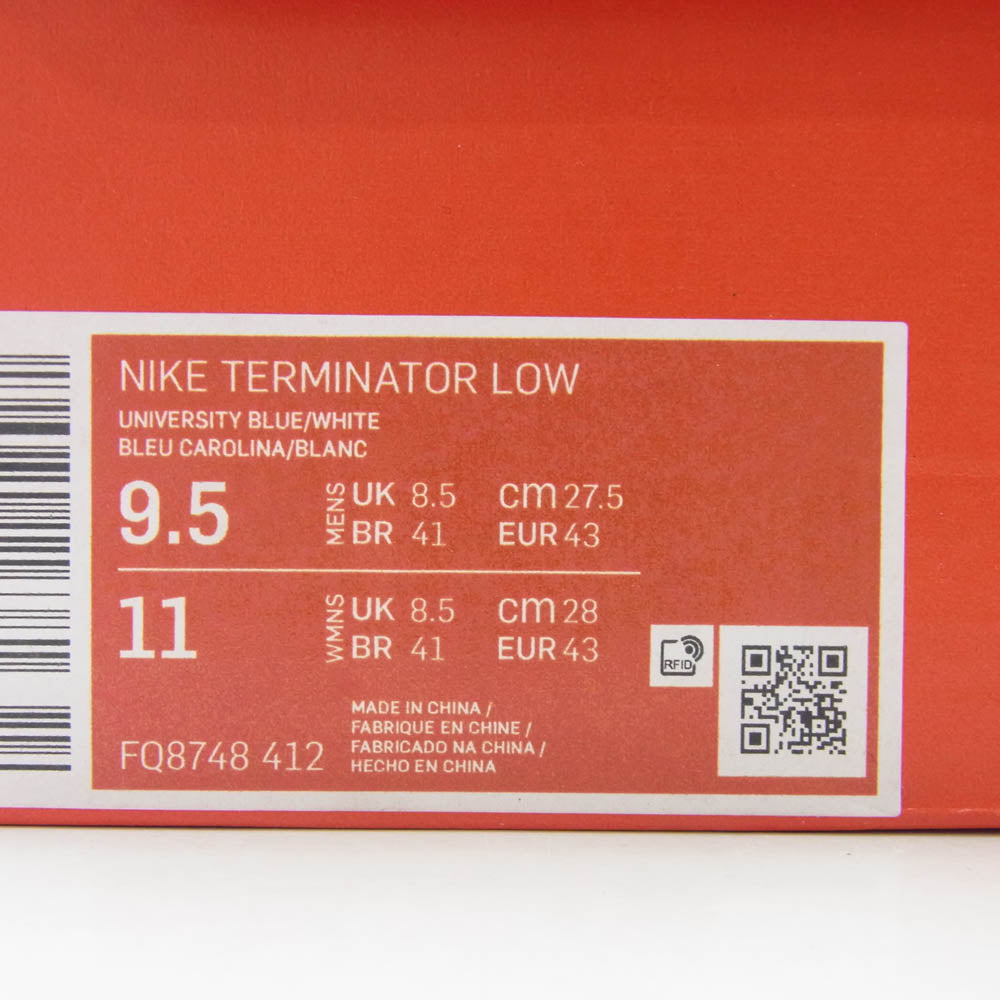 NIKE TERMINATOR LOW
UNIVERSITY BLUE/WHITE
BLEU CAROLINA/BLANC
9.5 MENS UK 8.5 CM 27.5
BR 41 EUR 43
11 WMNS UK 8.5 CM 28
BR 41 EUR 43
RFID
FQ8748 412
MADE IN CHINA /
FABRIQUE EN CHINE /
FABRICADO NA CHINA /
HECHO EN CHINA